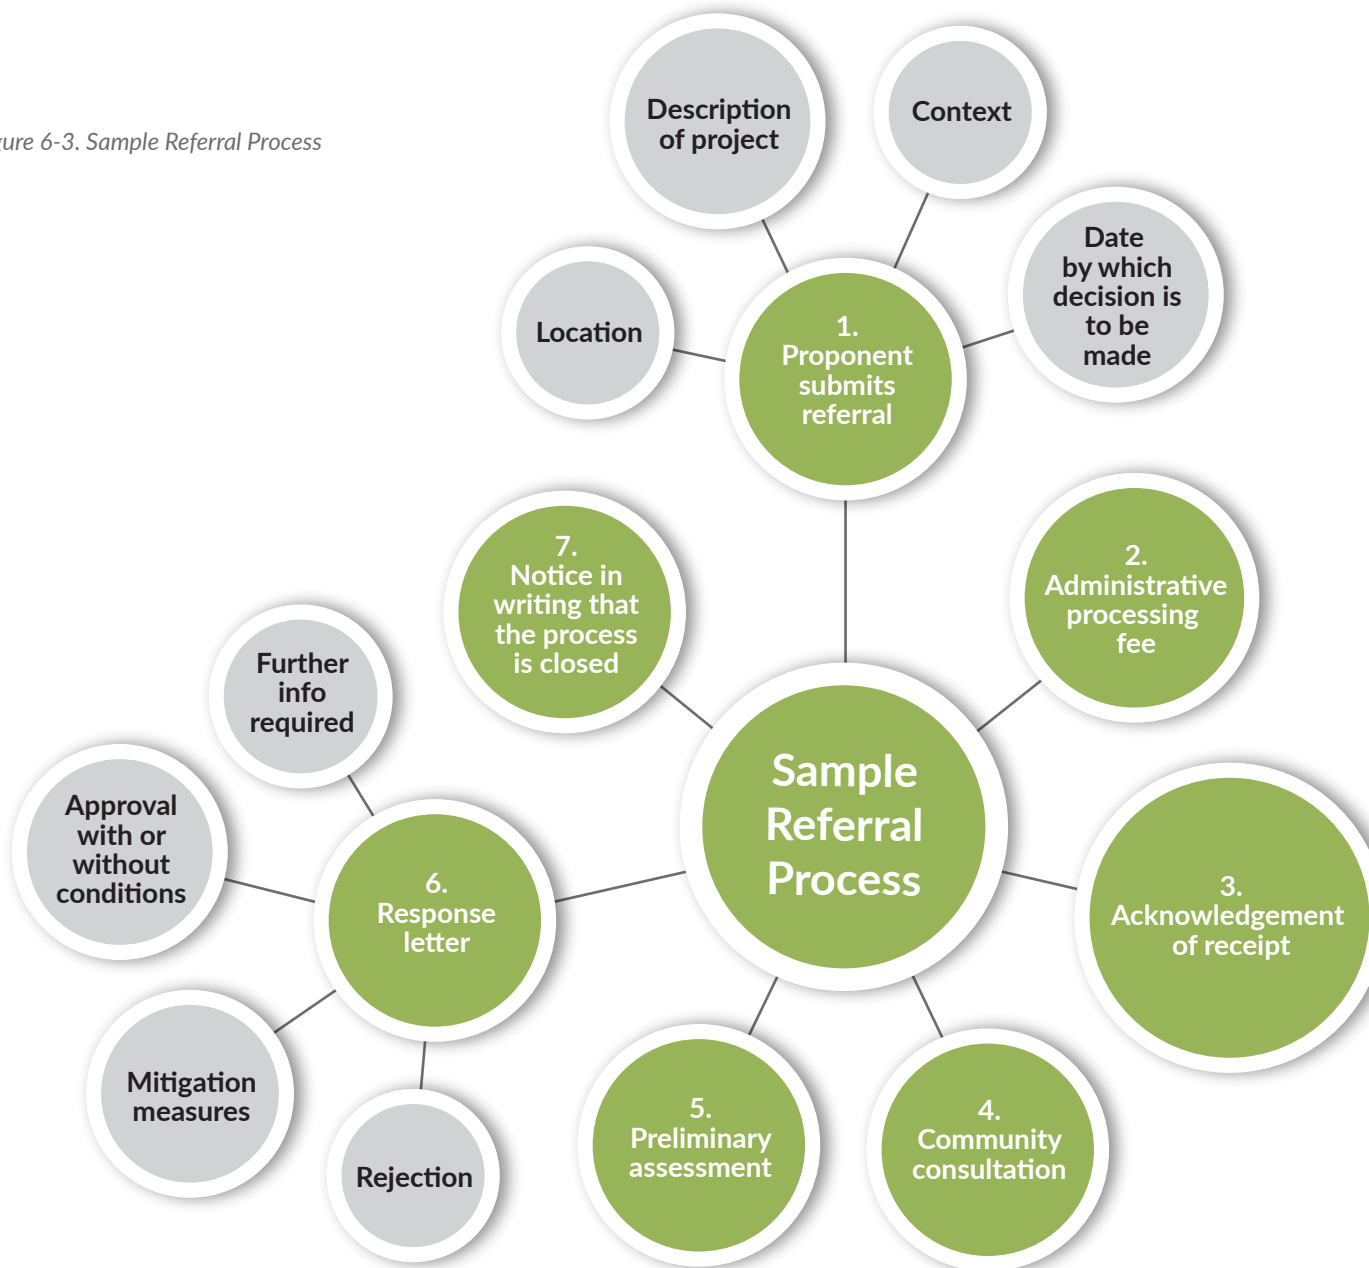 gure 6-3. Sample Referral Process
Description
of project
Context
Date
by which
decision is
to be
made
Location
1.
Proponent
submits
referral
2.
Administrative
processing
fee
3.
Acknowledgement
of receipt
4.
Community
consultation
5.
Preliminary
assessment
6.
Response
letter
Further
info
required
Approval
with or
without
conditions
Mitigation
measures
Rejection
7.
Notice in
writing that
the process
is closed
Sample
Referral
Process